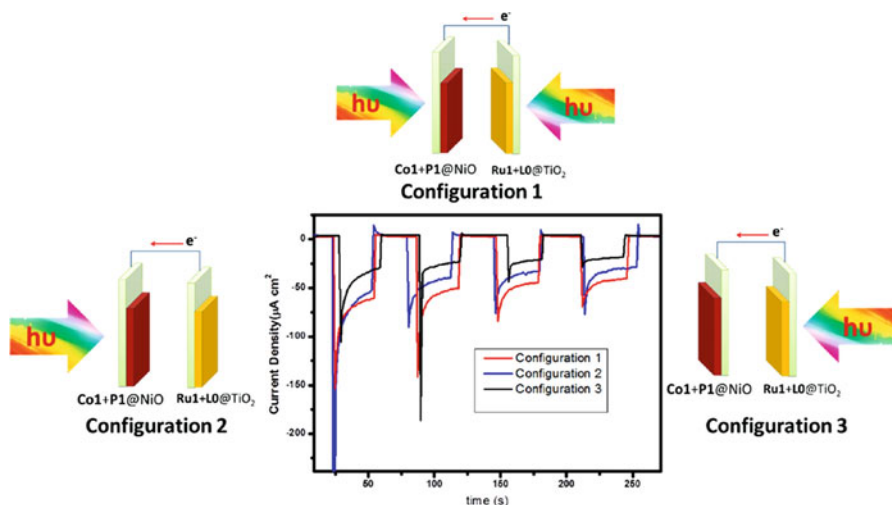 e-
hυ
hυ
Co1+P1@NiO
Ru1+L0@TiO₂
Configuration 1
e-
hυ
Co1+P1@NiO
Ru1+L0@TiO₂
Configuration 2
Current Density(μA cm²)
0
-50
-100
-150
-200
50
100
150
200
250
time (s)
Configuration 1
Configuration 2
Configuration 3
e-
hυ
Co1+P1@NiO
Ru1+L0@TiO₂
Configuration 3